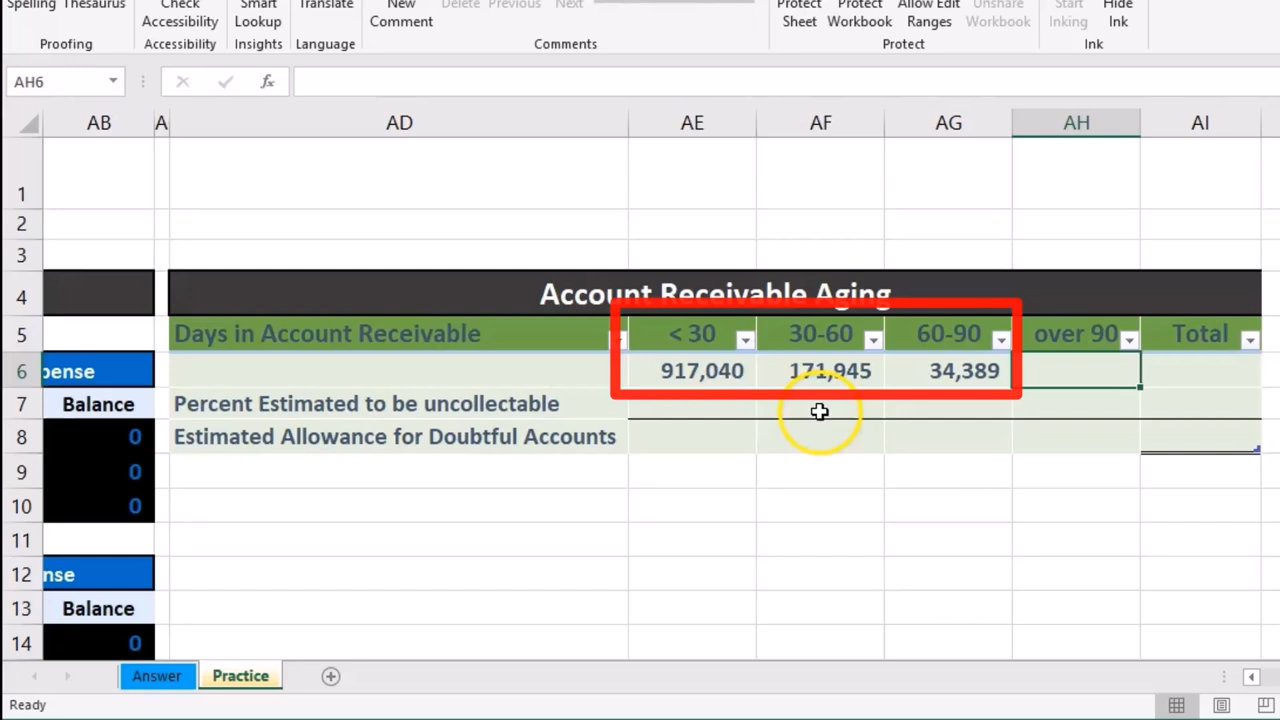 Spelling Thesaurus Check Accessibility Smart Lookup Translate New Comment Delete Previous Next Protect Sheet Protect Workbook Allow Edit Ranges Unshare Workbook Start Inking Hide Ink
Proofing Accessibility Insights Language Comments Protect Ink
AH6 fx
AB A AD AE AF AG AH AI
1
2
3
4 Account Receivable Aging
5 Days in Account Receivable < 30 30-60 60-90 over 90 Total
6 pense 917,040 171,945 34,389
7 Balance Percent Estimated to be uncollectable
8 0 Estimated Allowance for Doubtful Accounts
9 0
10 0
11
12 nse
13 Balance
14 0
Answer Practice
Ready